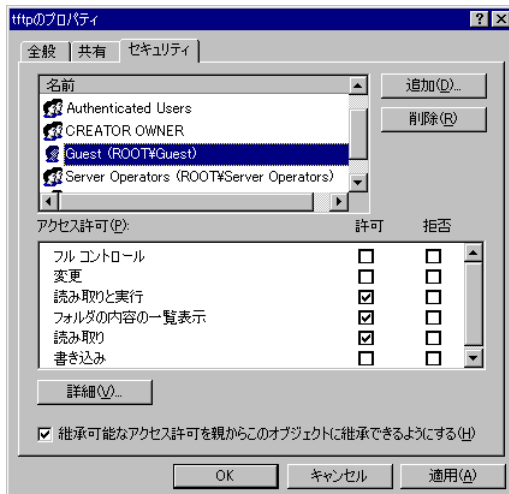 tftpのプロパティ
全般
共有
セキュリティ
名前
追加(D)...
Authenticated Users
削除(R)
CREATOR OWNER
Guest (ROOT¥Guest)
Server Operators (ROOT¥Server Operators)
アクセス許可(P):
許可
拒否
フル コントロール
変更
読み取りと実行
フォルダの内容の一覧表示
読み取り
書き込み
詳細(V)...
継承可能なアクセス許可を親からこのオブジェクトに継承できるようにする(H)
OK
キャンセル
適用(A)